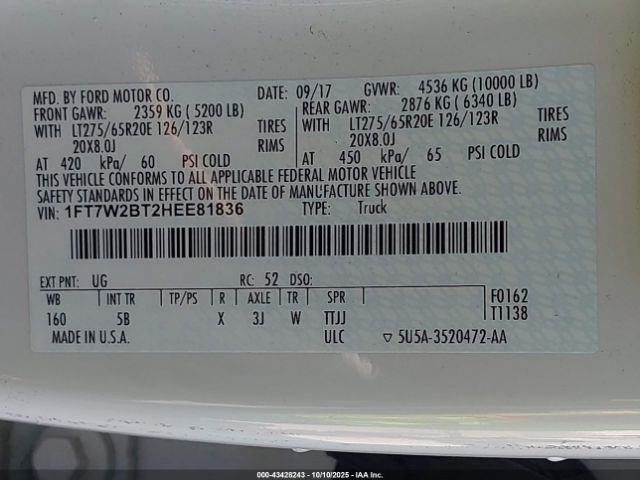 MFD. BY FORD MOTOR CO. DATE: 09/17 GVWR: 4536 KG (10000 LB)
FRONT GAWR: 2359 KG (5200 LB) REAR GAWR: 2876 KG (6340 LB)
WITH LT275/65R20E 126/123R TIRES WITH LT275/65R20E 126/123R TIRES
20X8.0J RIMS 20X8.0J RIMS
AT 420 kPa/ 60 PSI COLD AT 450 kPa/ 65 PSI COLD
THIS VEHICLE CONFORMS TO ALL APPLICABLE FEDERAL MOTOR VEHICLE
SAFETY STANDARDS IN EFFECT ON THE DATE OF MANUFACTURE SHOWN ABOVE.
VIN: 1FT7W2BT2HEE81836 TYPE: Truck
EXT PNT: UG RC: 52 DSO:
WB INT TR TP/PS R AXLE TR SPR F0162
160 5B X 3J W TTJJ T1138
MADE IN U.S.A. ULC ▽ 5U5A-3520472-AA
000-43428243 - 10/10/2025 - IAA, Inc.